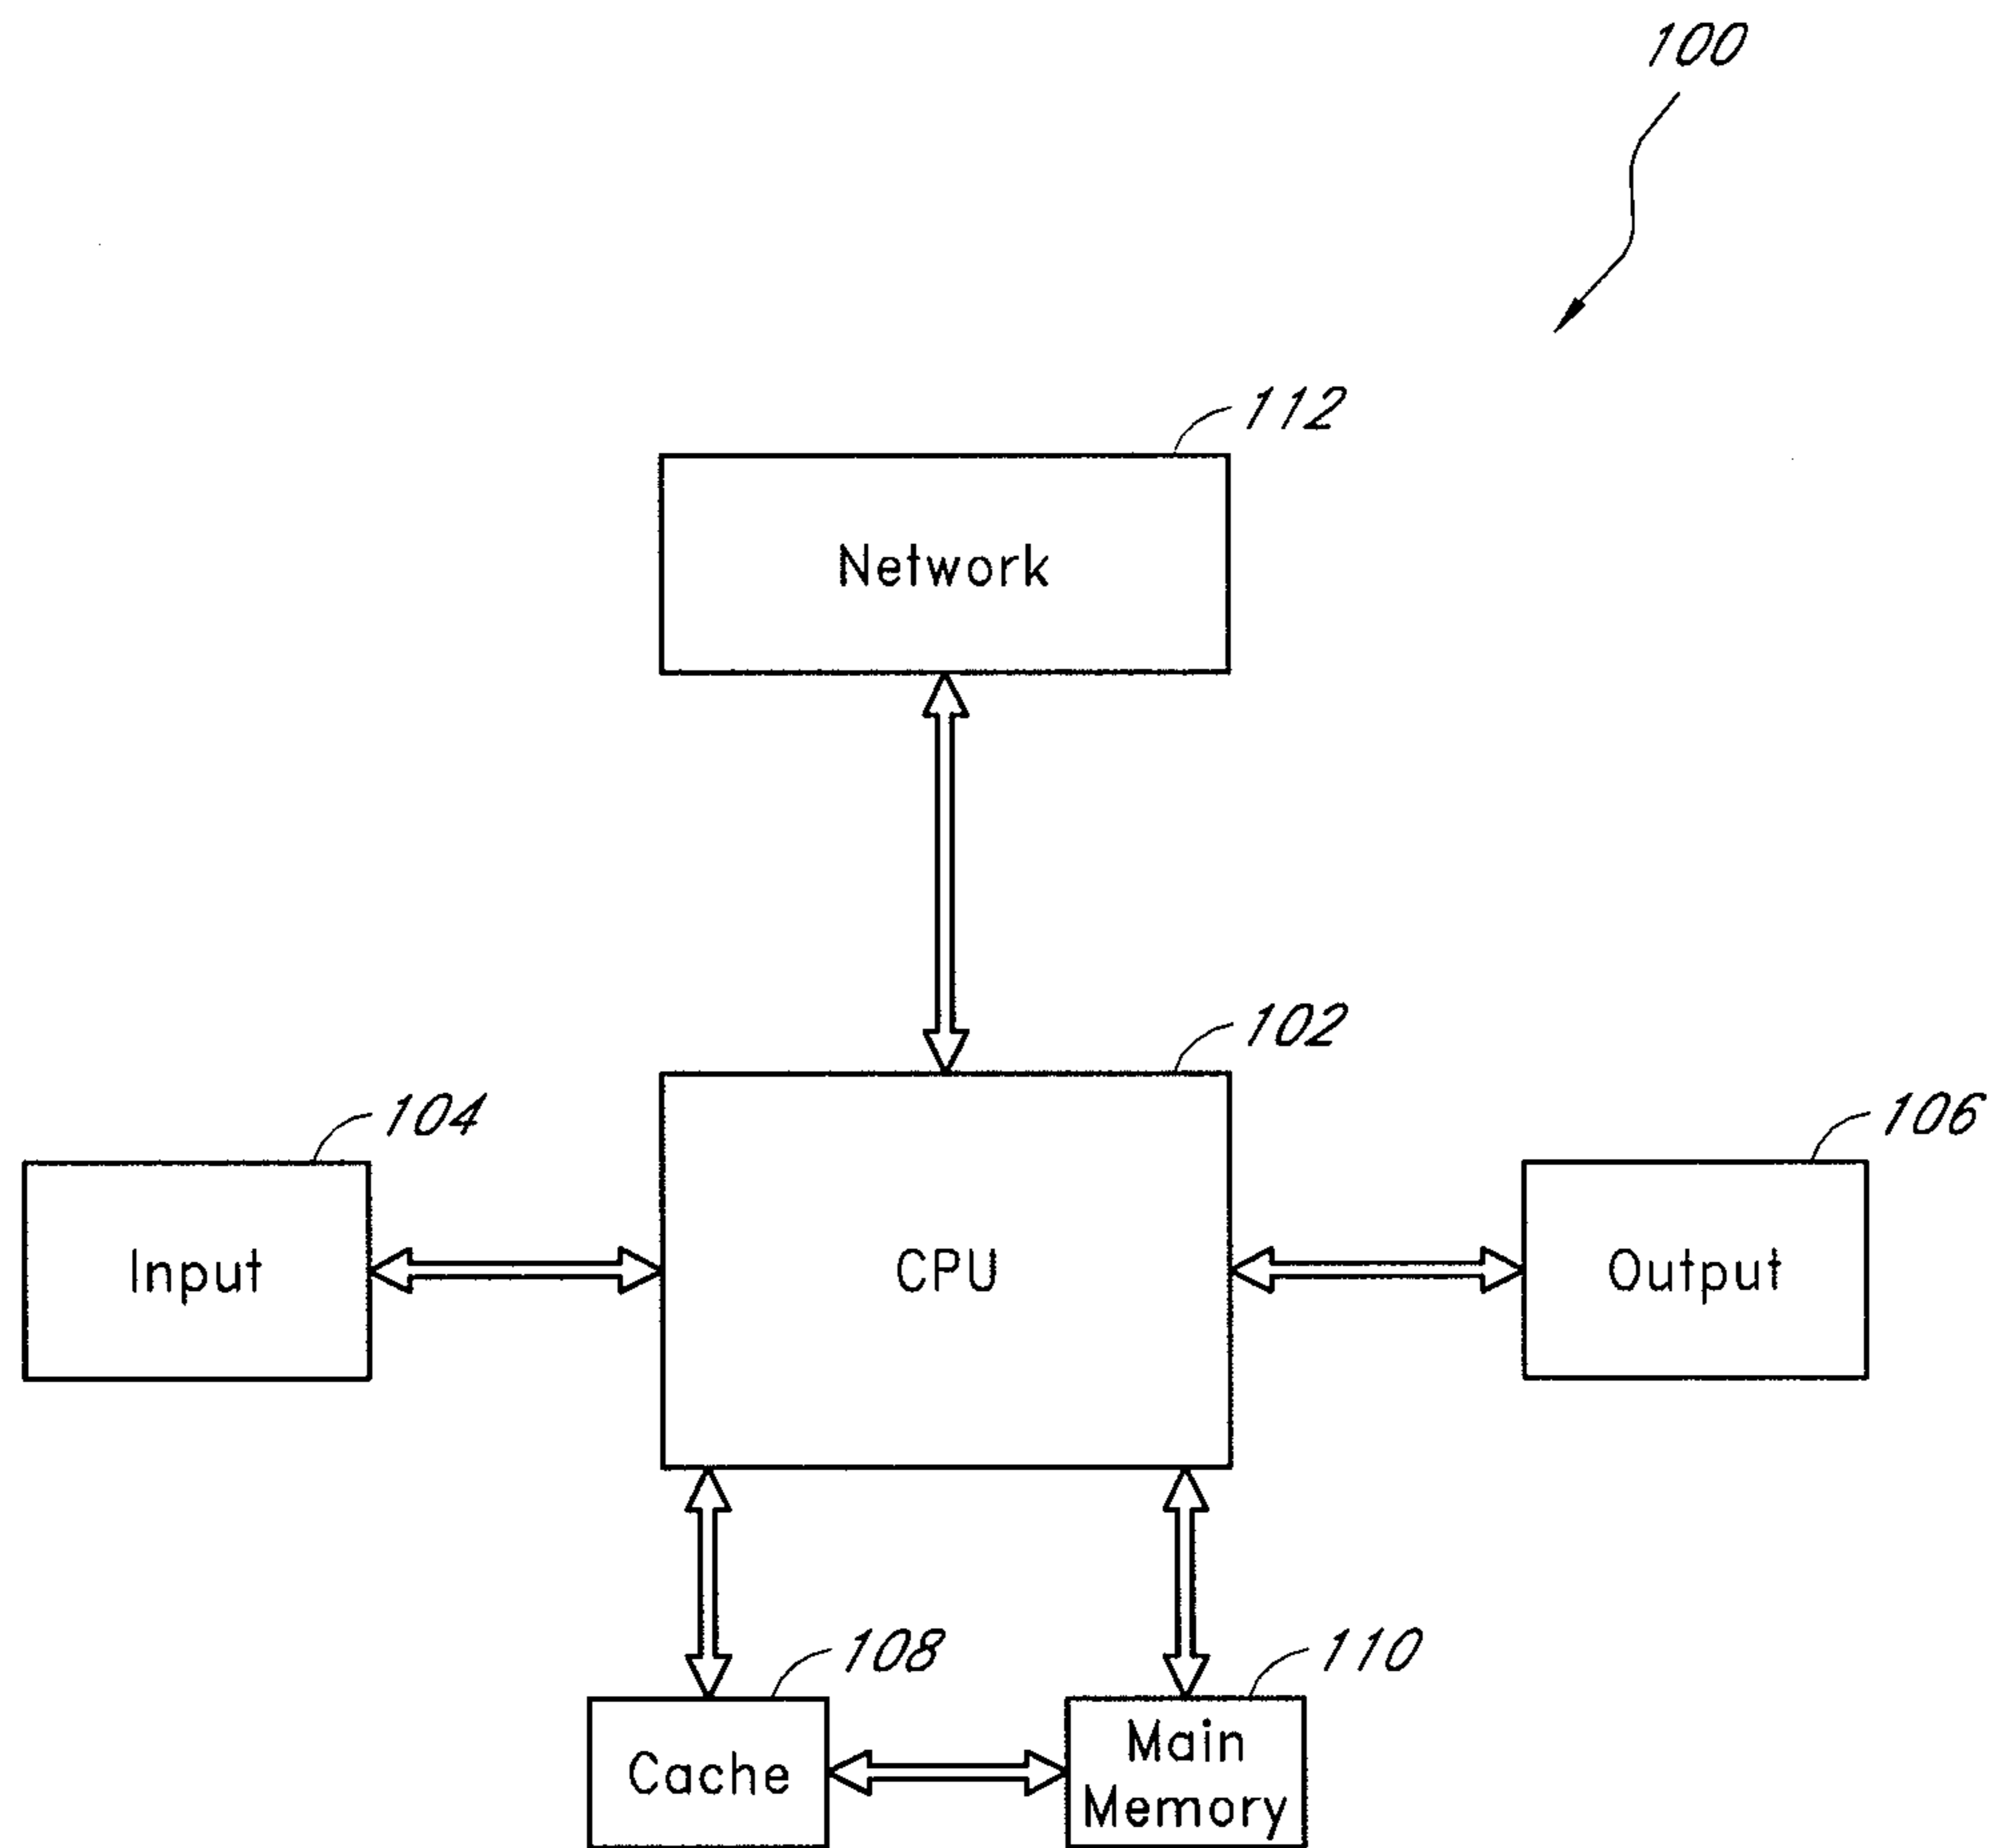 100
112
Network
102
104
106
Input
CPU
Output
108
110
Cache
Main
Memory